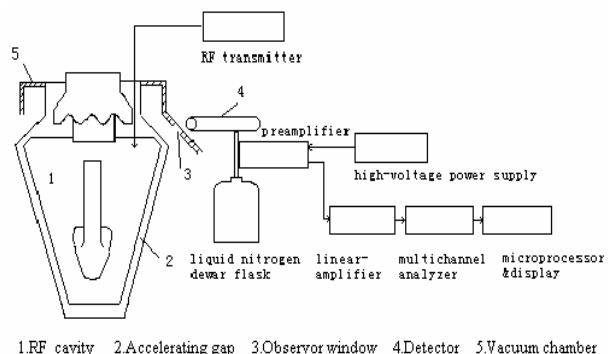 RF transmitter
5
4
preamplifier
3
high-voltage power supply
1
2
liquid nitrogen
dewar flask
linear-
amplifier
multichannel
analyzer
microprocessor
&display
1.RF cavity 2.Accelerating gap 3.Observor window 4.Detector 5.Vacuum chamber